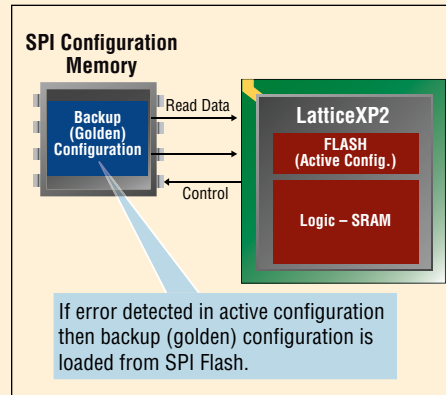 SPI Configuration
Memory
Backup
(Golden)
Configuration
Read Data
Control
LatticeXP2
FLASH
(Active Config.)
Logic – SRAM
If error detected in active configuration
then backup (golden) configuration is
loaded from SPI Flash.